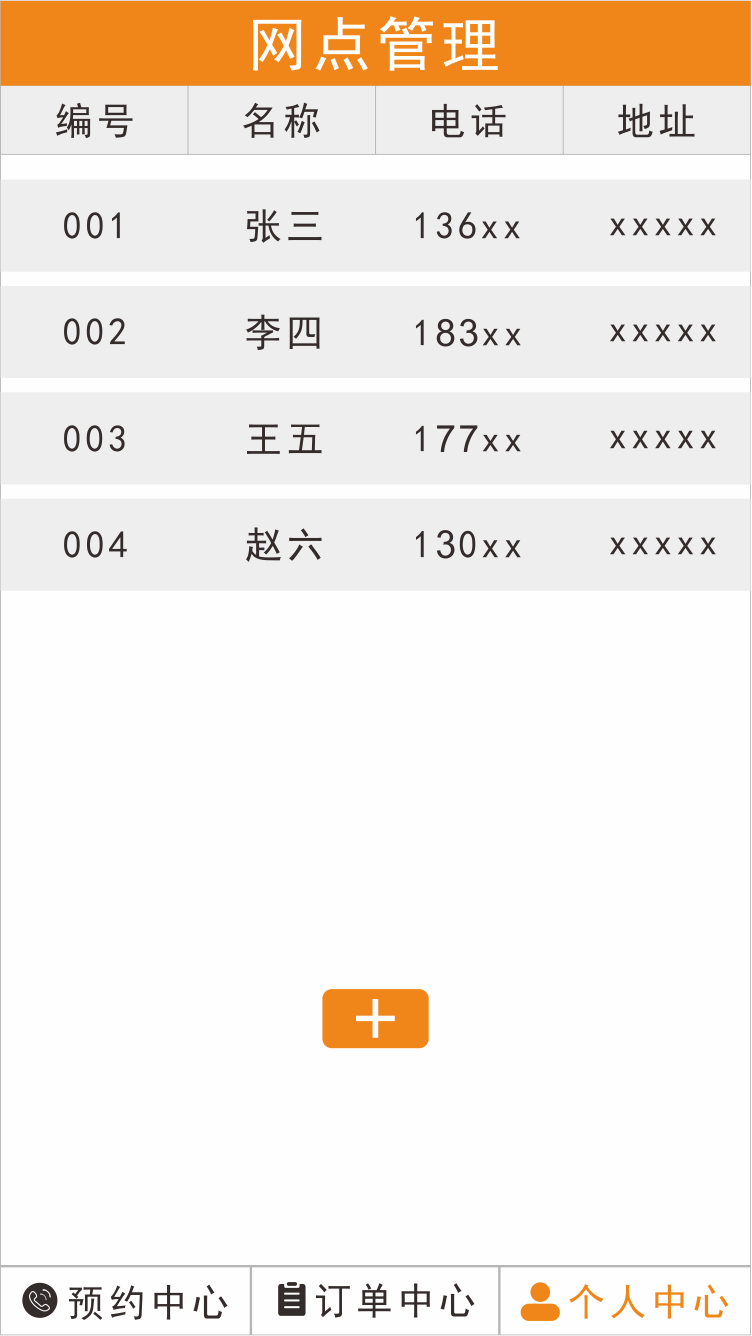 网点管理
编号 名称 电话 地址
001 张三 136xx xxxxx
002 李四 183xx xxxxx
003 王五 177xx xxxxx
004 赵六 130xx xxxxx
+
预约中心 订单中心 个人中心